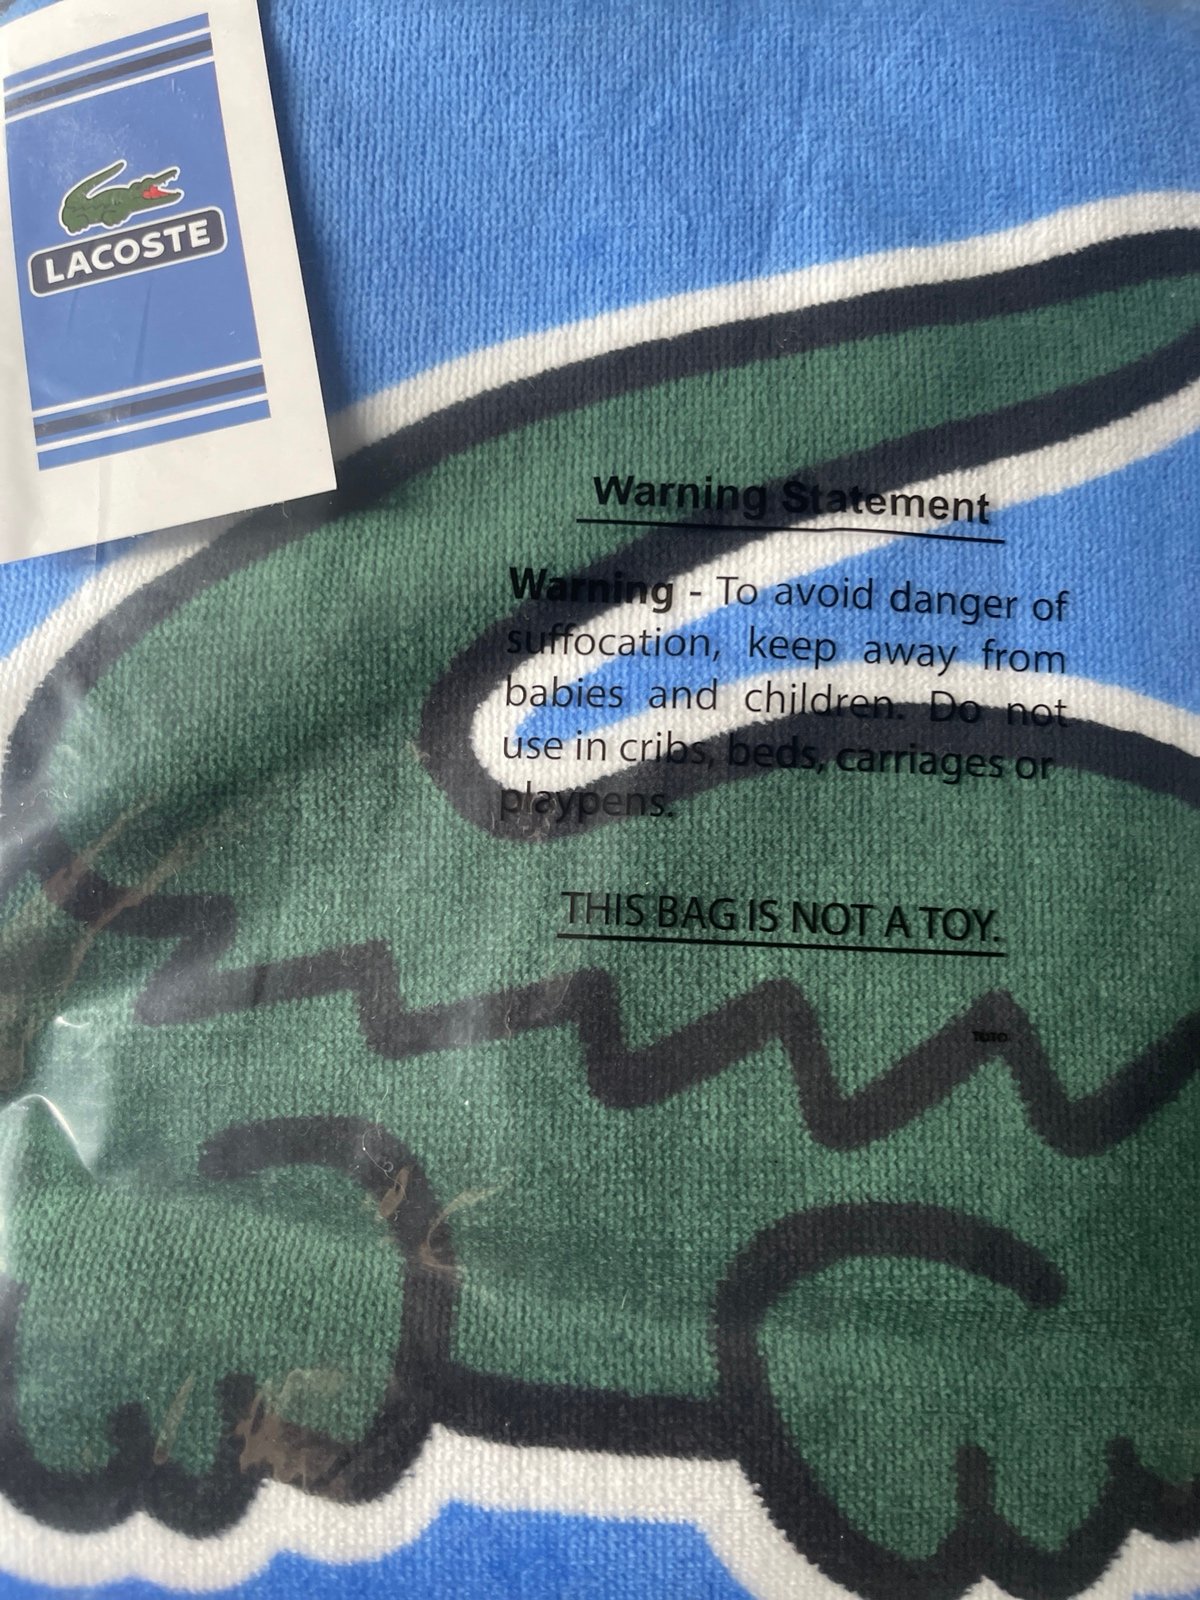 LACOSTE
Warning Statement
Warning - To avoid danger of
suffocation, keep away from
babies and children. Do not
use in cribs, beds, carriages or
playpens.
THIS BAG IS NOT A TOY.